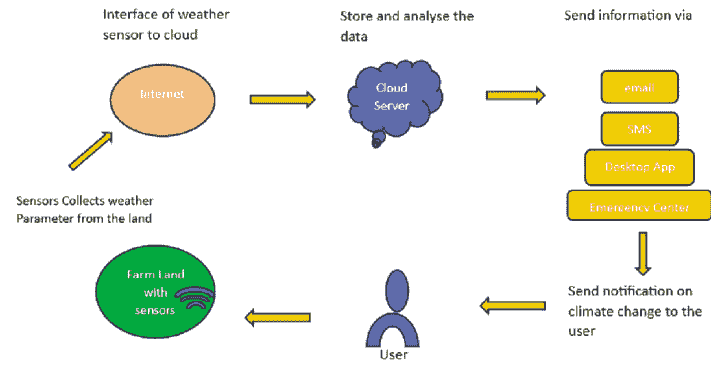 Interface of weather
sensor to cloud
Store and analyse the
data
Send information via
Internet
Cloud
Server
email
SMS
Desktop App
Emergency Center
Sensors Collects weather
Parameter from the land
Farm Land
with
sensors
User
Send notification on
climate change to the
user